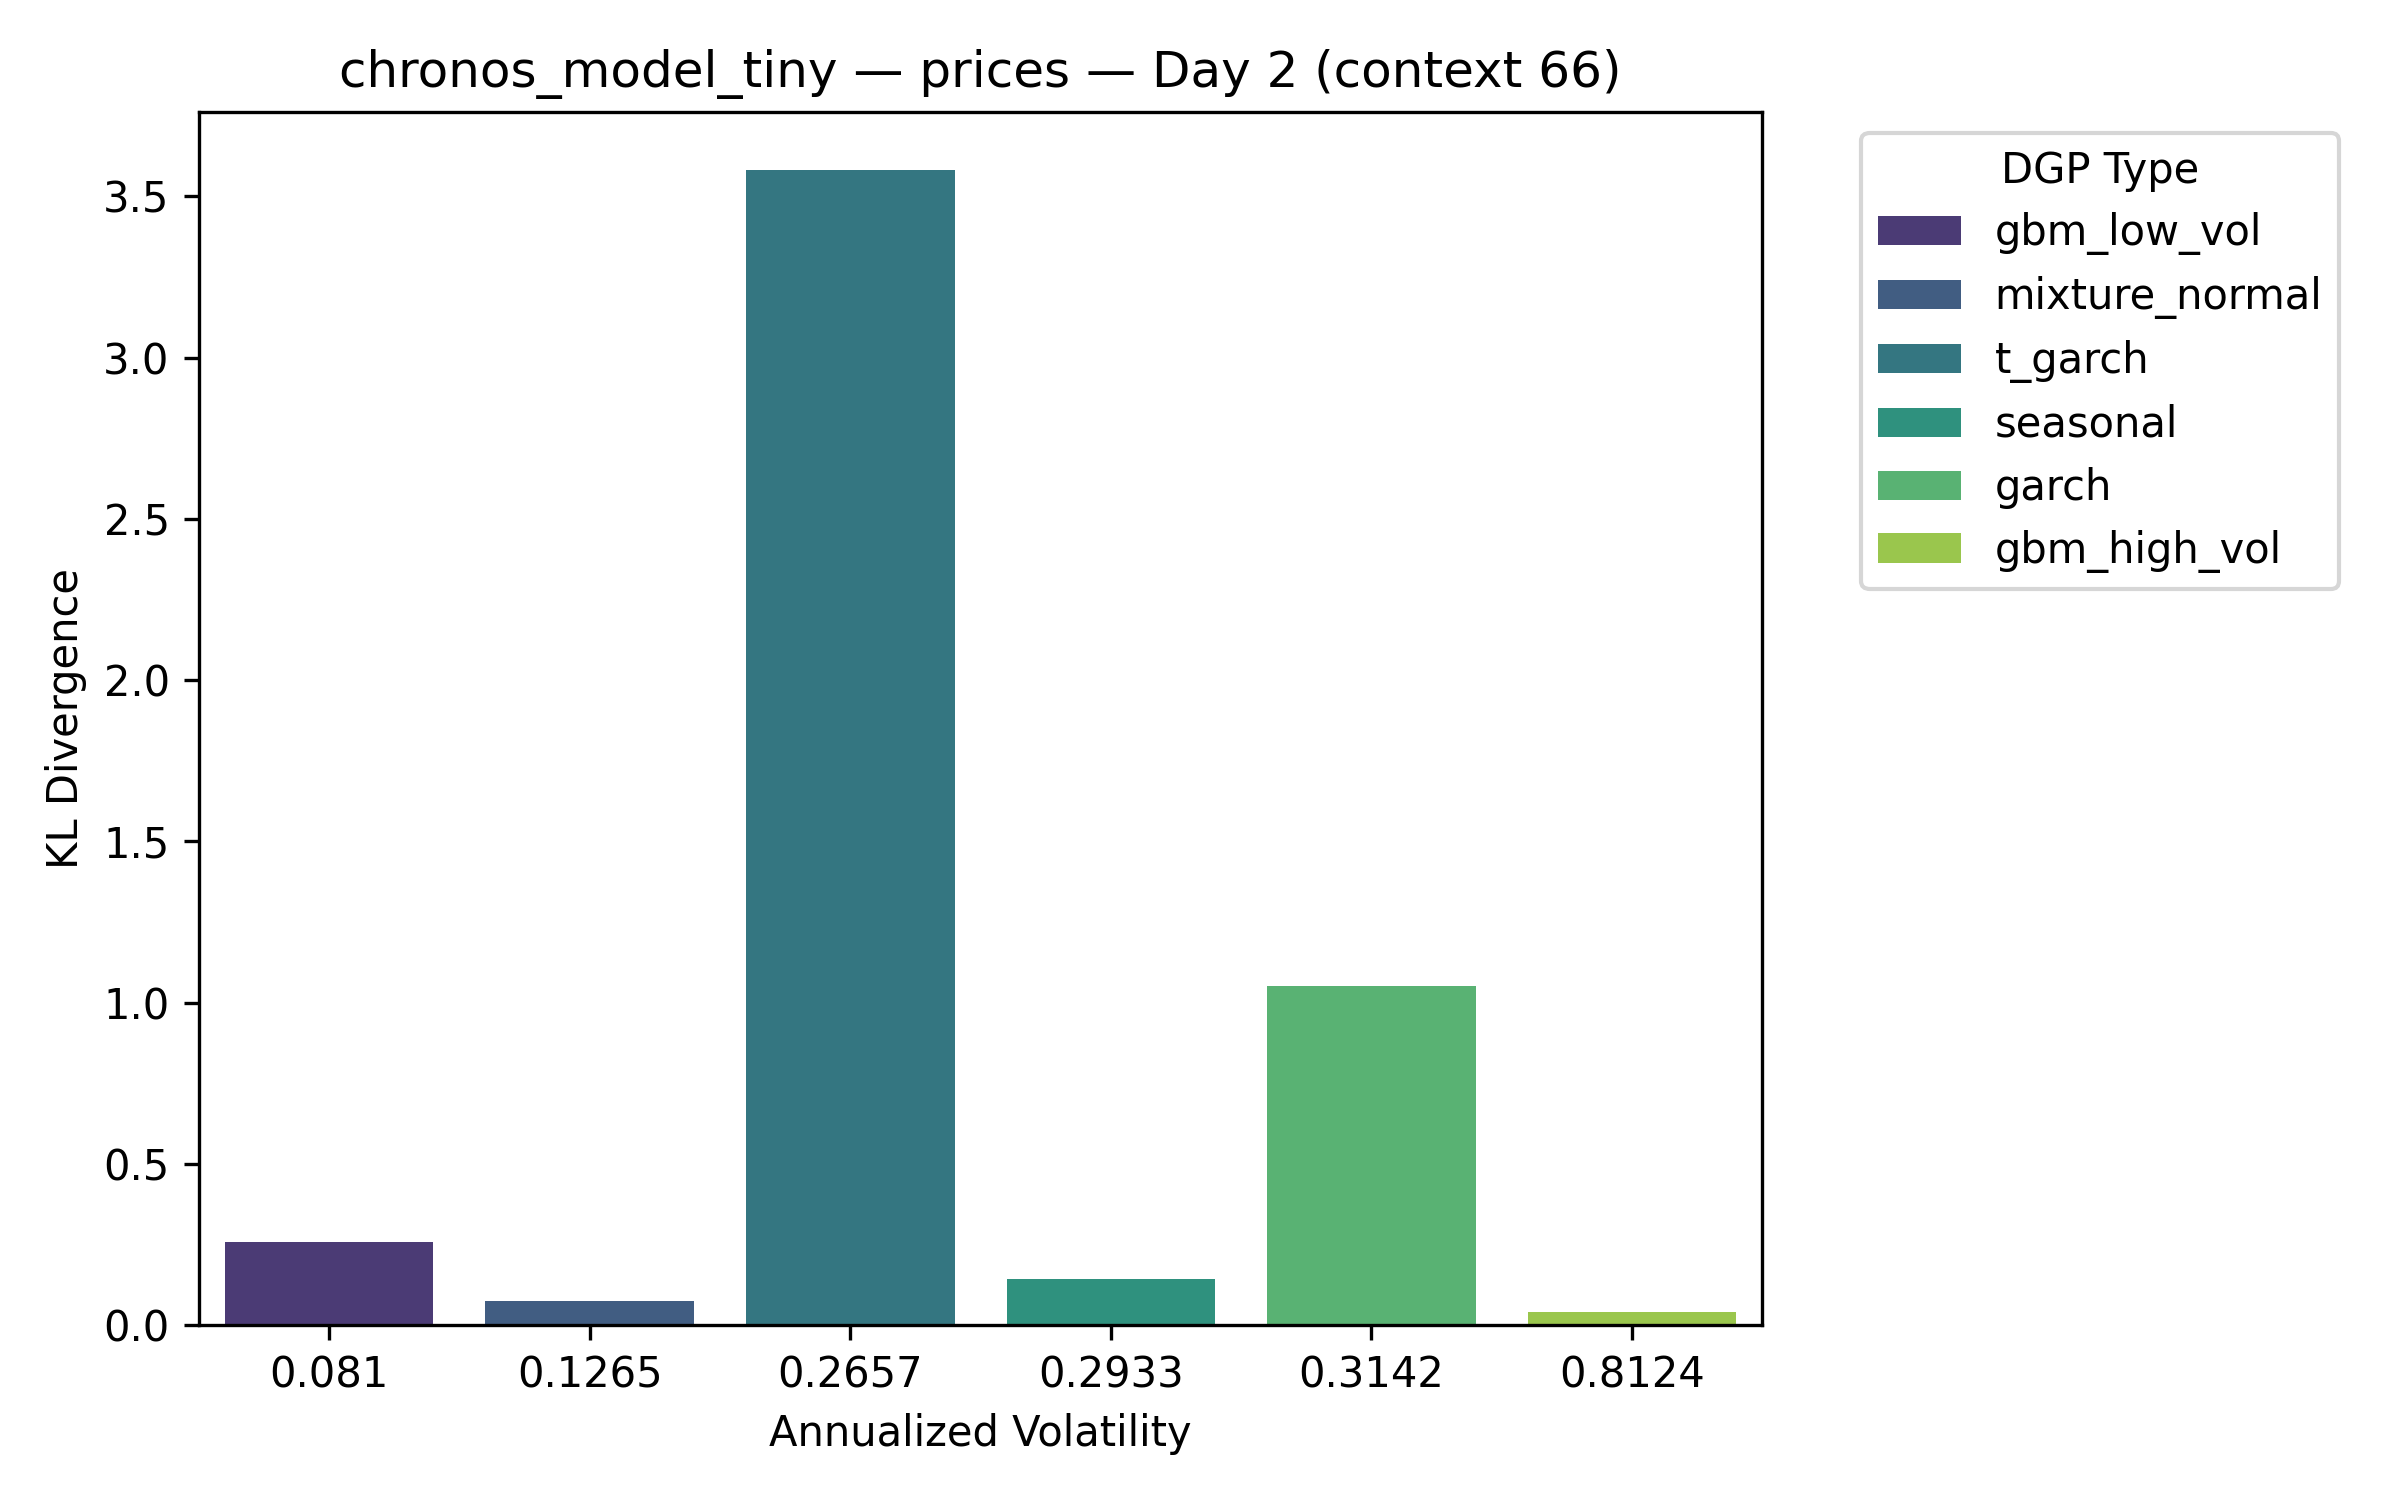 chronos_model_tiny — prices — Day 2 (context 66)
KL Divergence
3.5
3.0
2.5
2.0
1.5
1.0
0.5
0.0
0.081 0.1265 0.2657 0.2933 0.3142 0.8124
Annualized Volatility
DGP Type
gbm_low_vol
mixture_normal
t_garch
seasonal
garch
gbm_high_vol